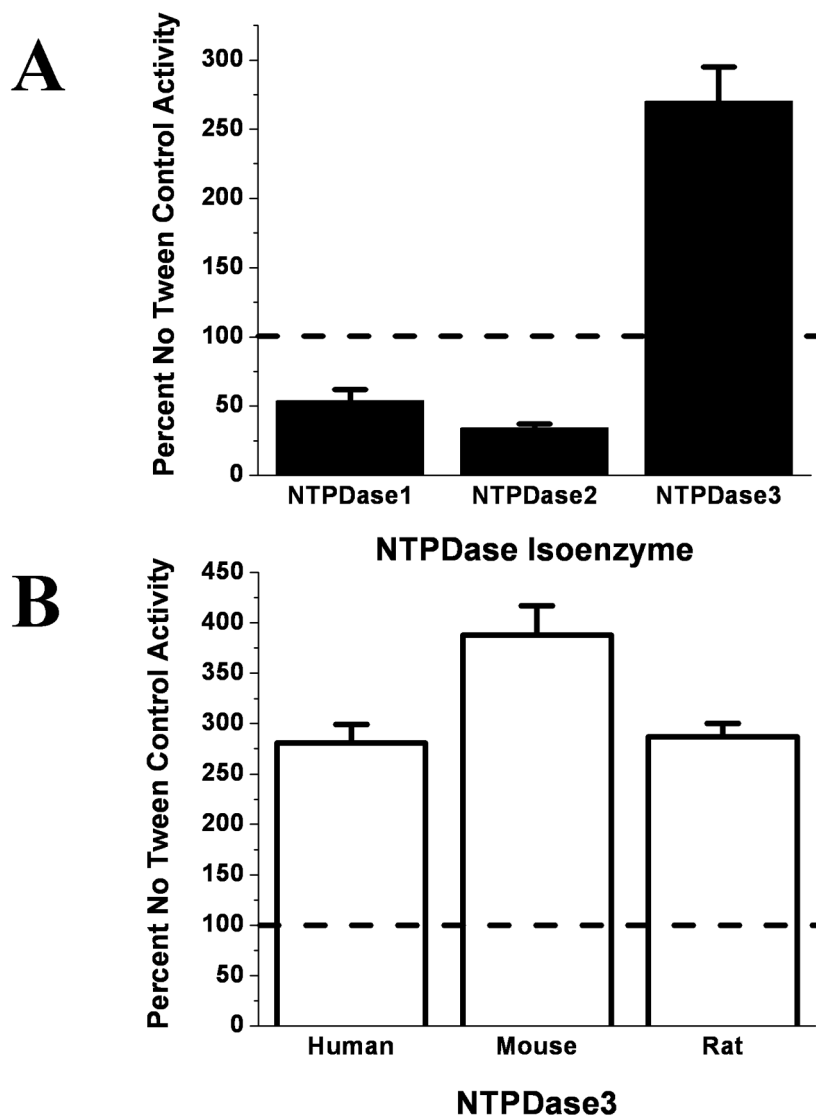 A
Percent No Tween Control Activity
300
250
200
150
100
50
0
NTPDase1 NTPDase2 NTPDase3
NTPDase Isoenzyme
B
Percent No Tween Control Activity
450
400
350
300
250
200
150
100
50
0
Human Mouse Rat
NTPDase3